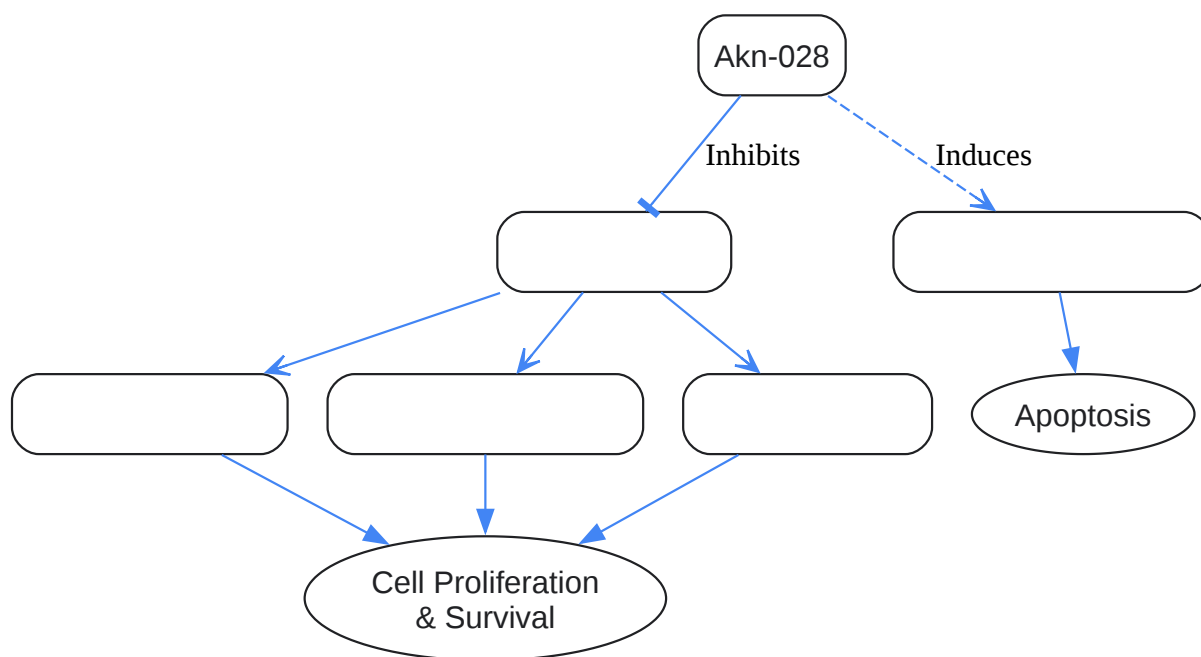 Akn-028
Inhibits
Induces
Apoptosis
Cell Proliferation
& Survival